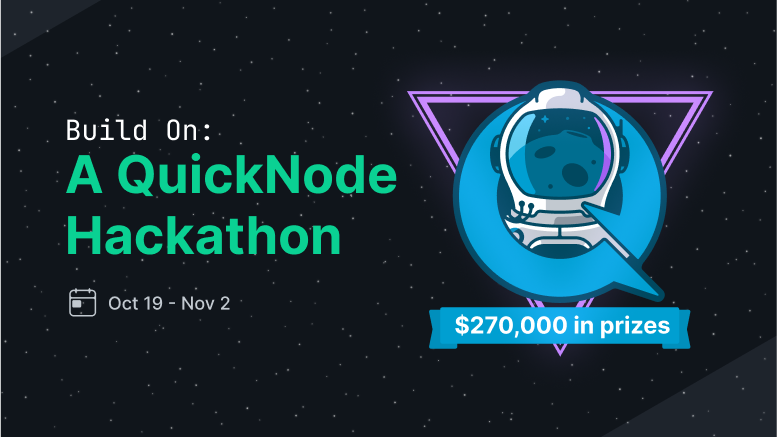 Build On:
A QuickNode
Hackathon
Oct 19 - Nov 2
$270,000 in prizes